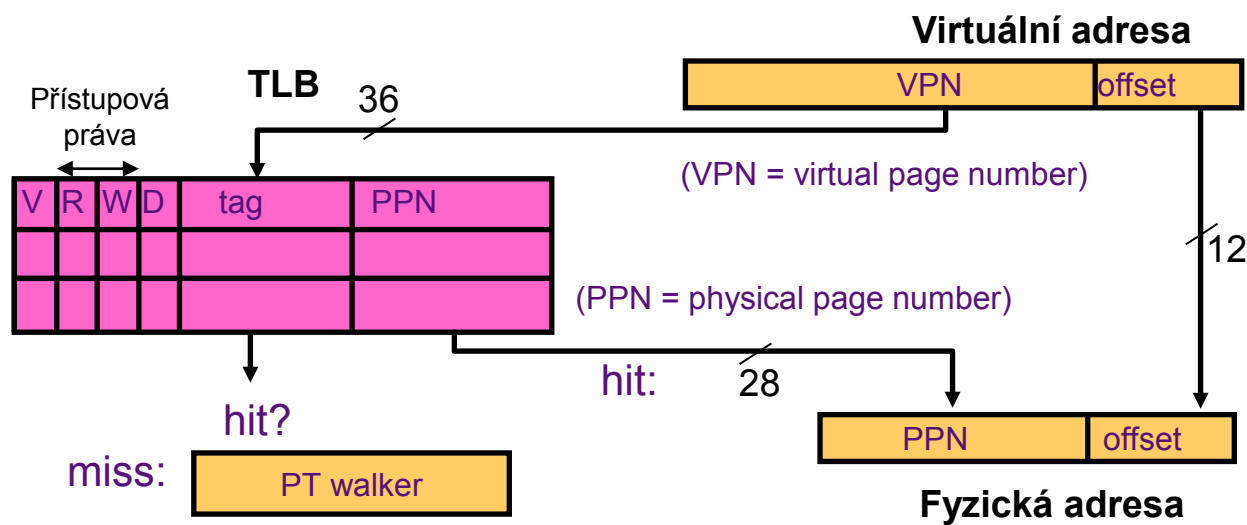 Virtuální adresa
VPN offset
TLB
36
Přístupová
práva
(VPN = virtual page number)
V R W D tag PPN
12
(PPN = physical page number)
hit:
28
hit?
PPN offset
miss:
PT walker
Fyzická adresa